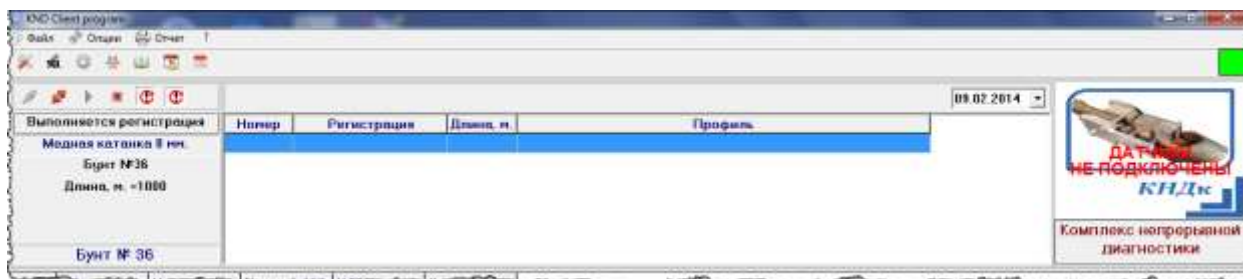 KND Client program
Файл Опции Отчет ?
09.02.2014
Выполняется регистрация
Номер Регистрация Длина, м. Профиль
Медная катанка 8 мм.
Бунт №36
Длина, м. ~1000
Бунт № 36
ДАТЧИКИ
НЕ ПОДКЛЮЧЕНЫ
КНДк
Комплекс непрерывной
диагностики